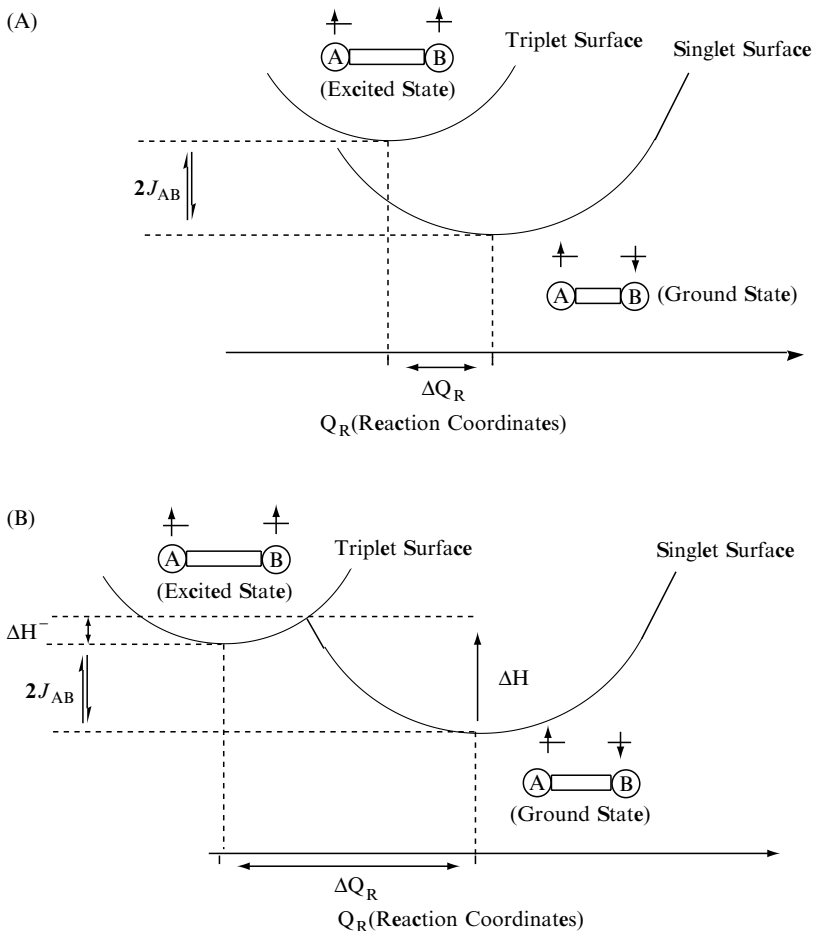 (A)
Triplet Surface
Singlet Surface
A B
(Excited State)
2J_AB
A B (Ground State)
ΔQ_R
Q_R(Reaction Coordinates)
(B)
Triplet Surface
Singlet Surface
A B
(Excited State)
ΔH⁻
2J_AB
ΔH
A B
(Ground State)
ΔQ_R
Q_R(Reaction Coordinates)